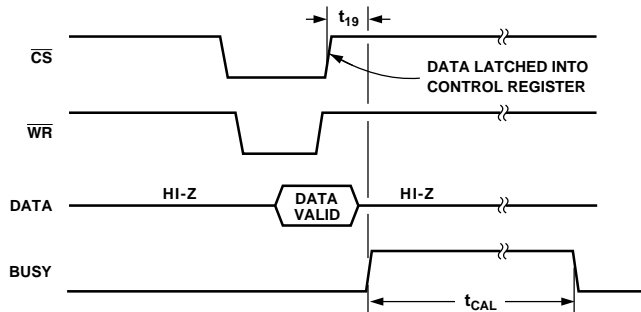 t19
CS
DATA LATCHED INTO
CONTROL REGISTER
WR
HI-Z
DATA
VALID
HI-Z
DATA
BUSY
tCAL